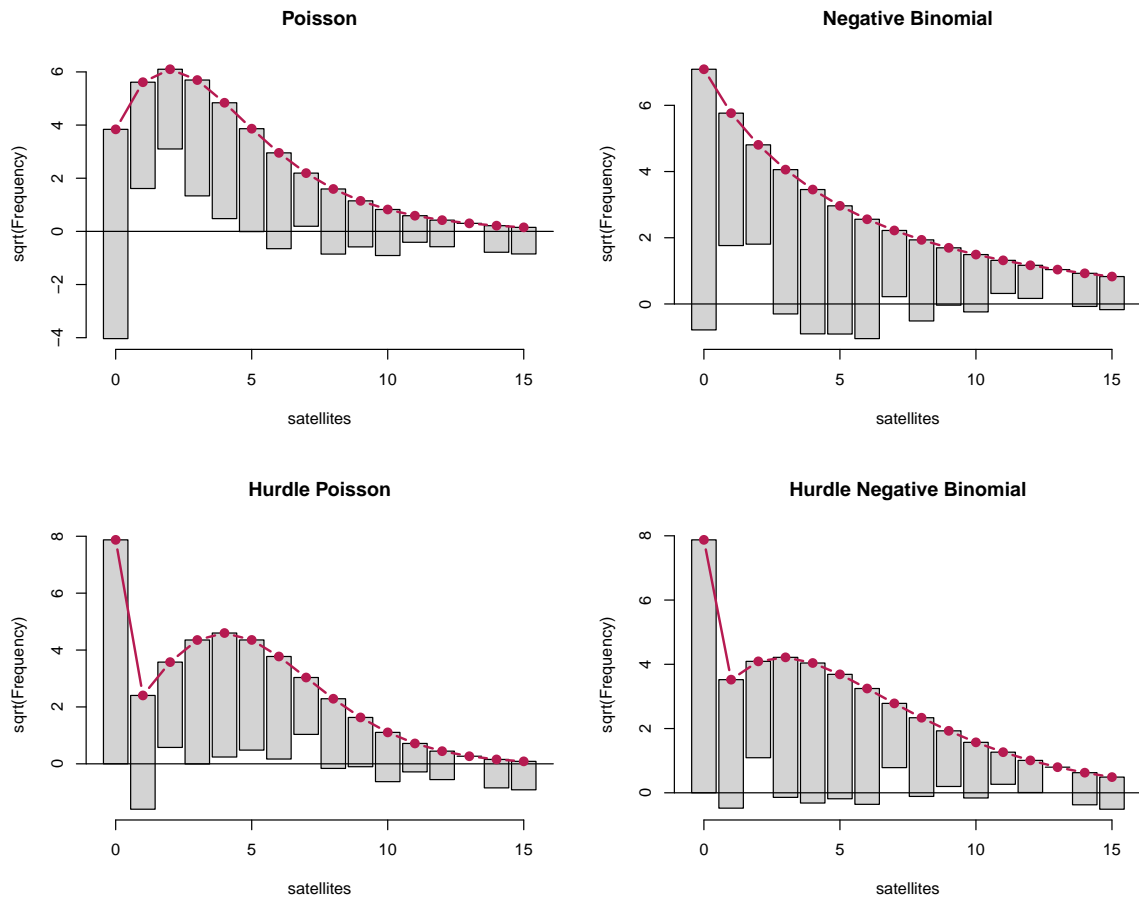 Poisson
sqrt(Frequency)
6
4
2
0
−2
−4
0 5 10 15
satellites
Negative Binomial
sqrt(Frequency)
6
4
2
0
0 5 10 15
satellites
Hurdle Poisson
sqrt(Frequency)
8
6
4
2
0
0 5 10 15
satellites
Hurdle Negative Binomial
sqrt(Frequency)
8
6
4
2
0
0 5 10 15
satellites